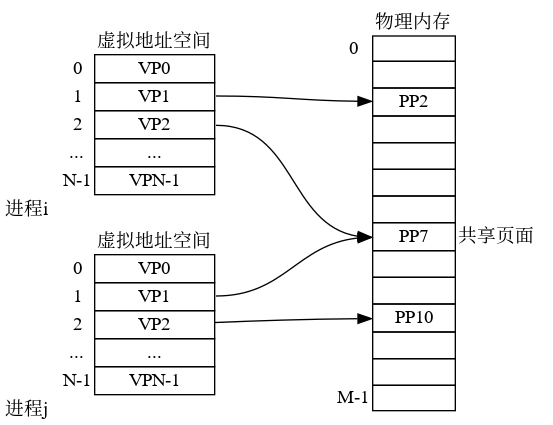 虚拟地址空间
0 VP0
1 VP1
2 VP2
... ...
N-1 VPN-1
进程i
虚拟地址空间
0 VP0
1 VP1
2 VP2
... ...
N-1 VPN-1
进程j
物理内存
0
PP2
PP7 共享页面
PP10
M-1